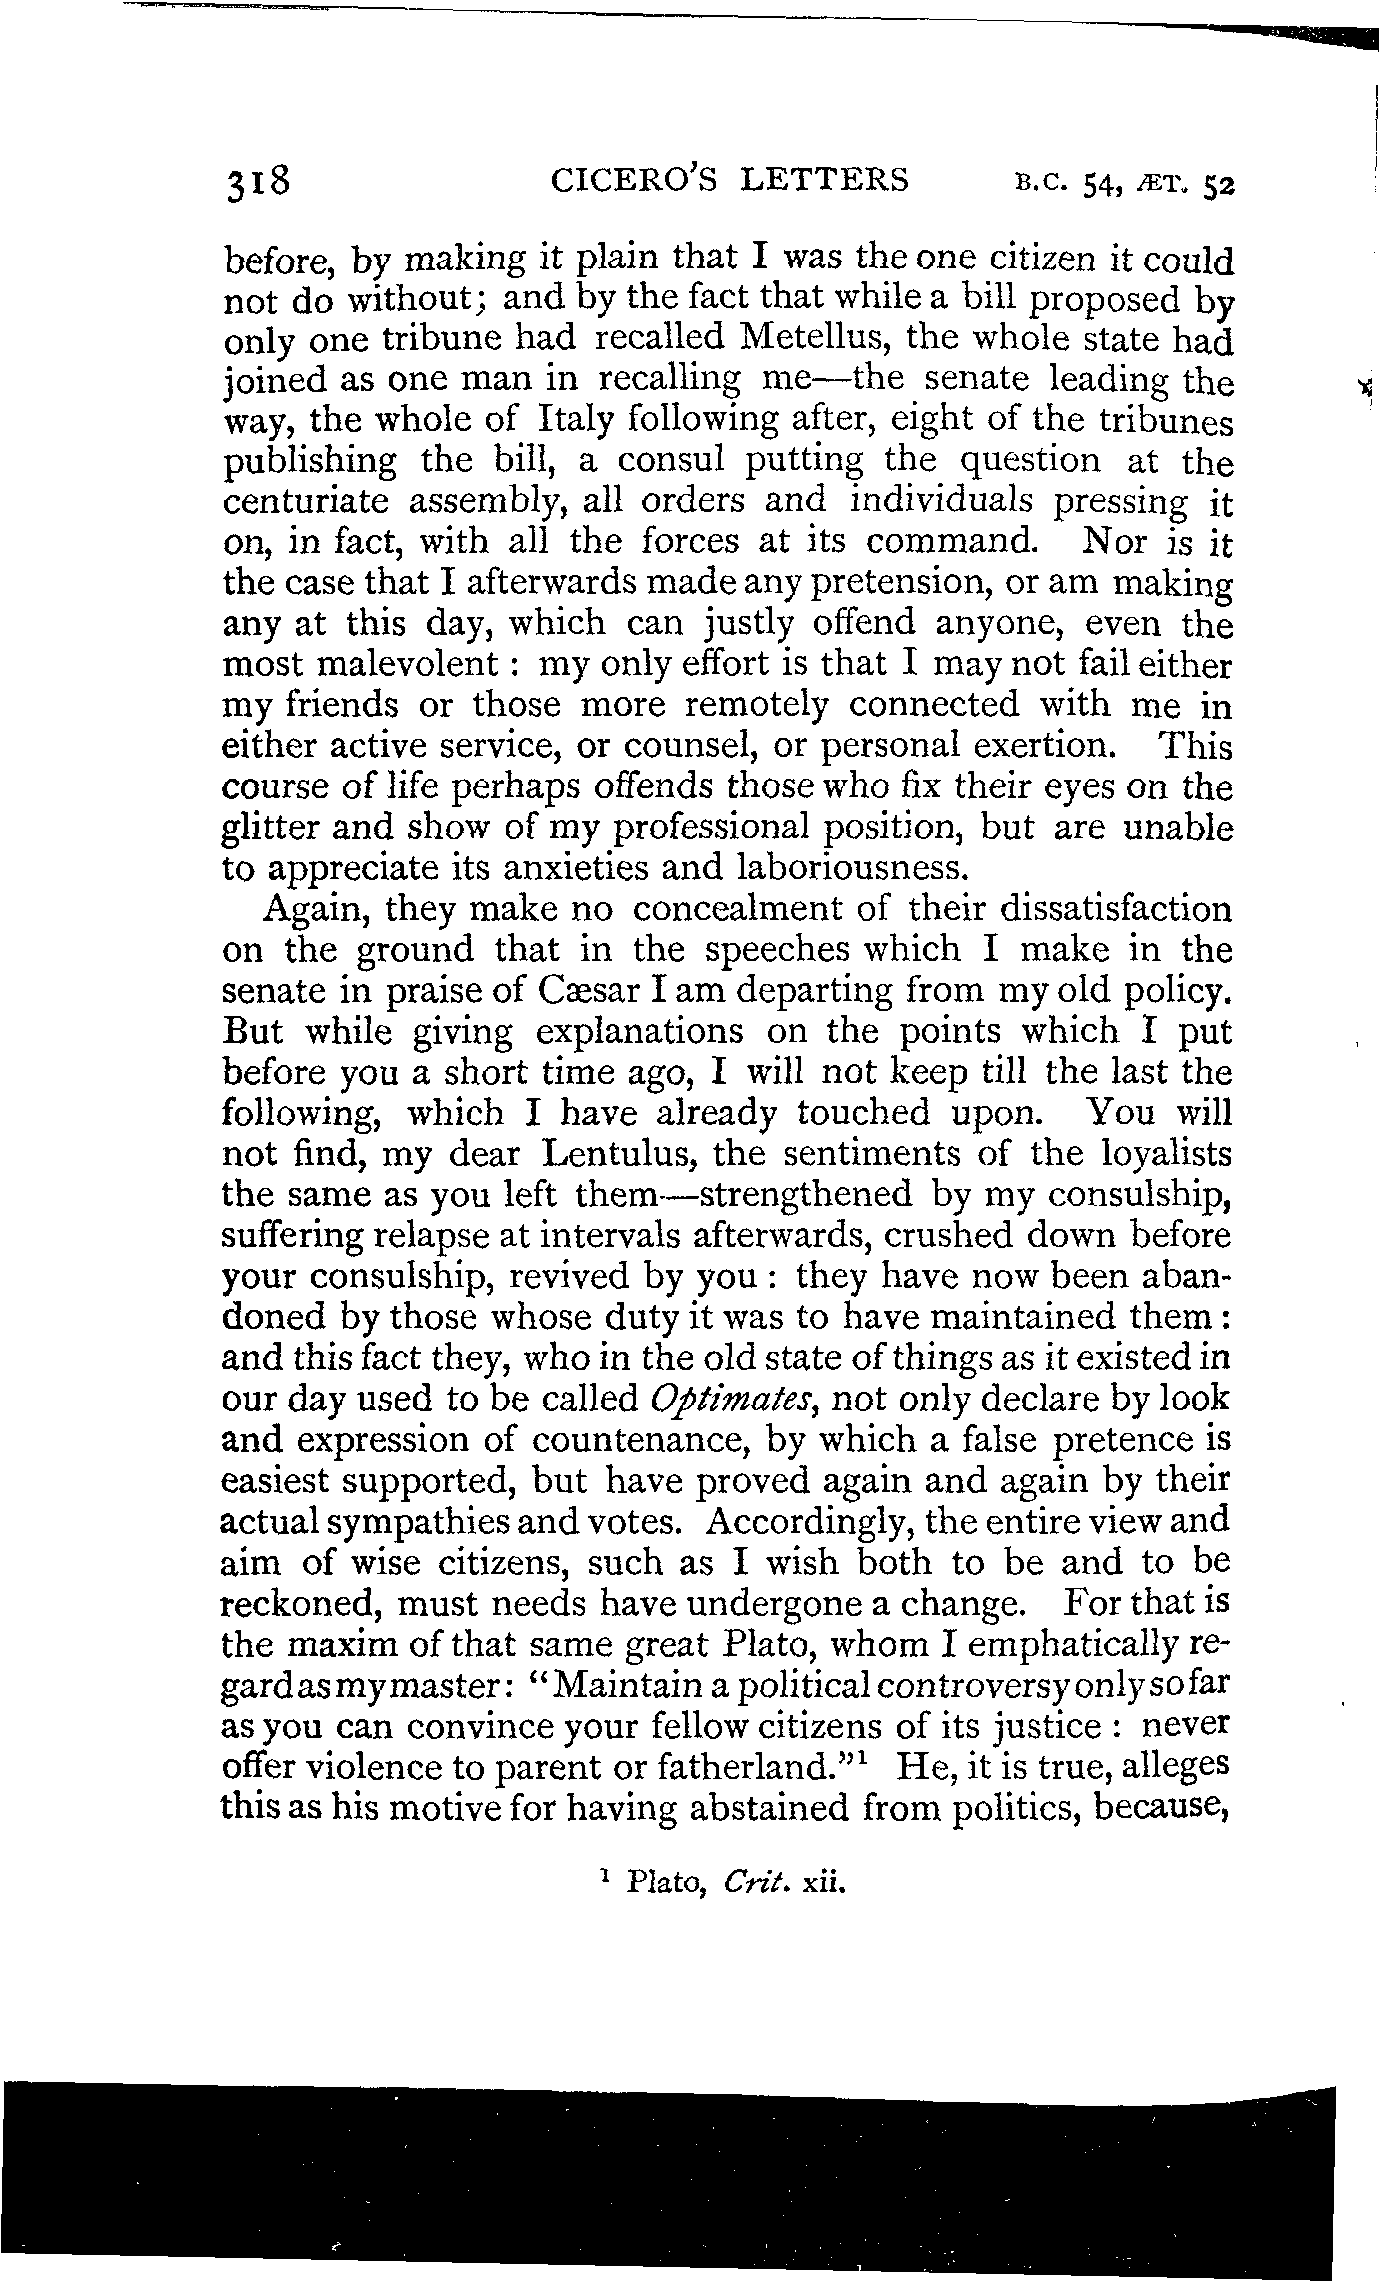 318 CICERO'S LETTERS B.C. 54, ÆT. 52
before, by making it plain that I was the one citizen it could
not do without; and by the fact that while a bill proposed by
only one tribune had recalled Metellus, the whole state had
joined as one man in recalling me—the senate leading the
way, the whole of Italy following after, eight of the tribunes
publishing the bill, a consul putting the question at the
centuriate assembly, all orders and individuals pressing it
on, in fact, with all the forces at its command. Nor is it
the case that I afterwards made any pretension, or am making
any at this day, which can justly offend anyone, even the
most malevolent : my only effort is that I may not fail either
my friends or those more remotely connected with me in
either active service, or counsel, or personal exertion. This
course of life perhaps offends those who fix their eyes on the
glitter and show of my professional position, but are unable
to appreciate its anxieties and laboriousness.
Again, they make no concealment of their dissatisfaction
on the ground that in the speeches which I make in the
senate in praise of Cæsar I am departing from my old policy.
But while giving explanations on the points which I put
before you a short time ago, I will not keep till the last the
following, which I have already touched upon. You will
not find, my dear Lentulus, the sentiments of the loyalists
the same as you left them—strengthened by my consulship,
suffering relapse at intervals afterwards, crushed down before
your consulship, revived by you : they have now been aban-
doned by those whose duty it was to have maintained them :
and this fact they, who in the old state of things as it existed in
our day used to be called Optimates, not only declare by look
and expression of countenance, by which a false pretence is
easiest supported, but have proved again and again by their
actual sympathies and votes. Accordingly, the entire view and
aim of wise citizens, such as I wish both to be and to be
reckoned, must needs have undergone a change. For that is
the maxim of that same great Plato, whom I emphatically re-
gard as my master: "Maintain a political controversy only so far
as you can convince your fellow citizens of its justice : never
offer violence to parent or fatherland."¹ He, it is true, alleges
this as his motive for having abstained from politics, because,
¹ Plato, Crit. xii.